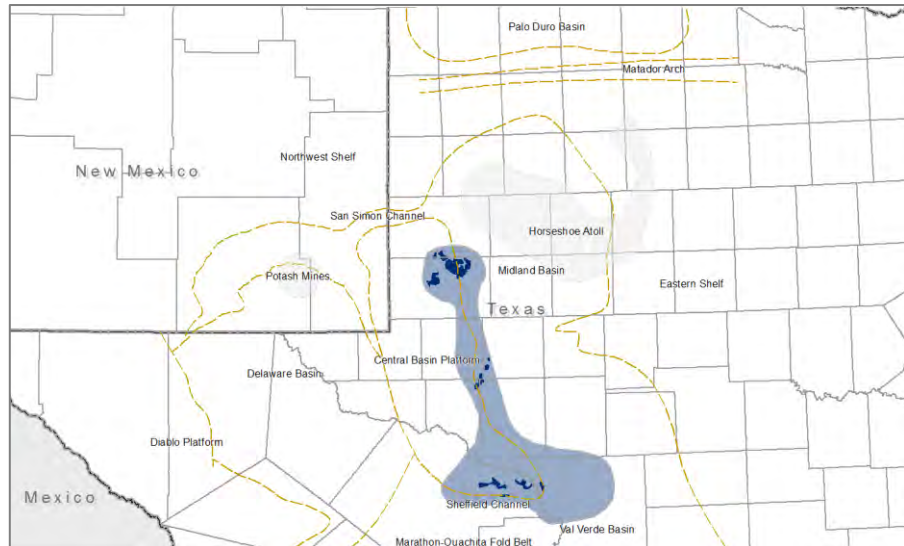 Palo Duro Basin
Matador Arch
Northwest Shelf
New Mexico
San Simon Channel
Horseshoe Atoll
Potash Mines
Midland Basin
Eastern Shelf
Texas
Central Basin Platform
Delaware Basin
Diablo Platform
Mexico
Sheffield Channel
Val Verde Basin
Marathon-Ouachita Fold Belt